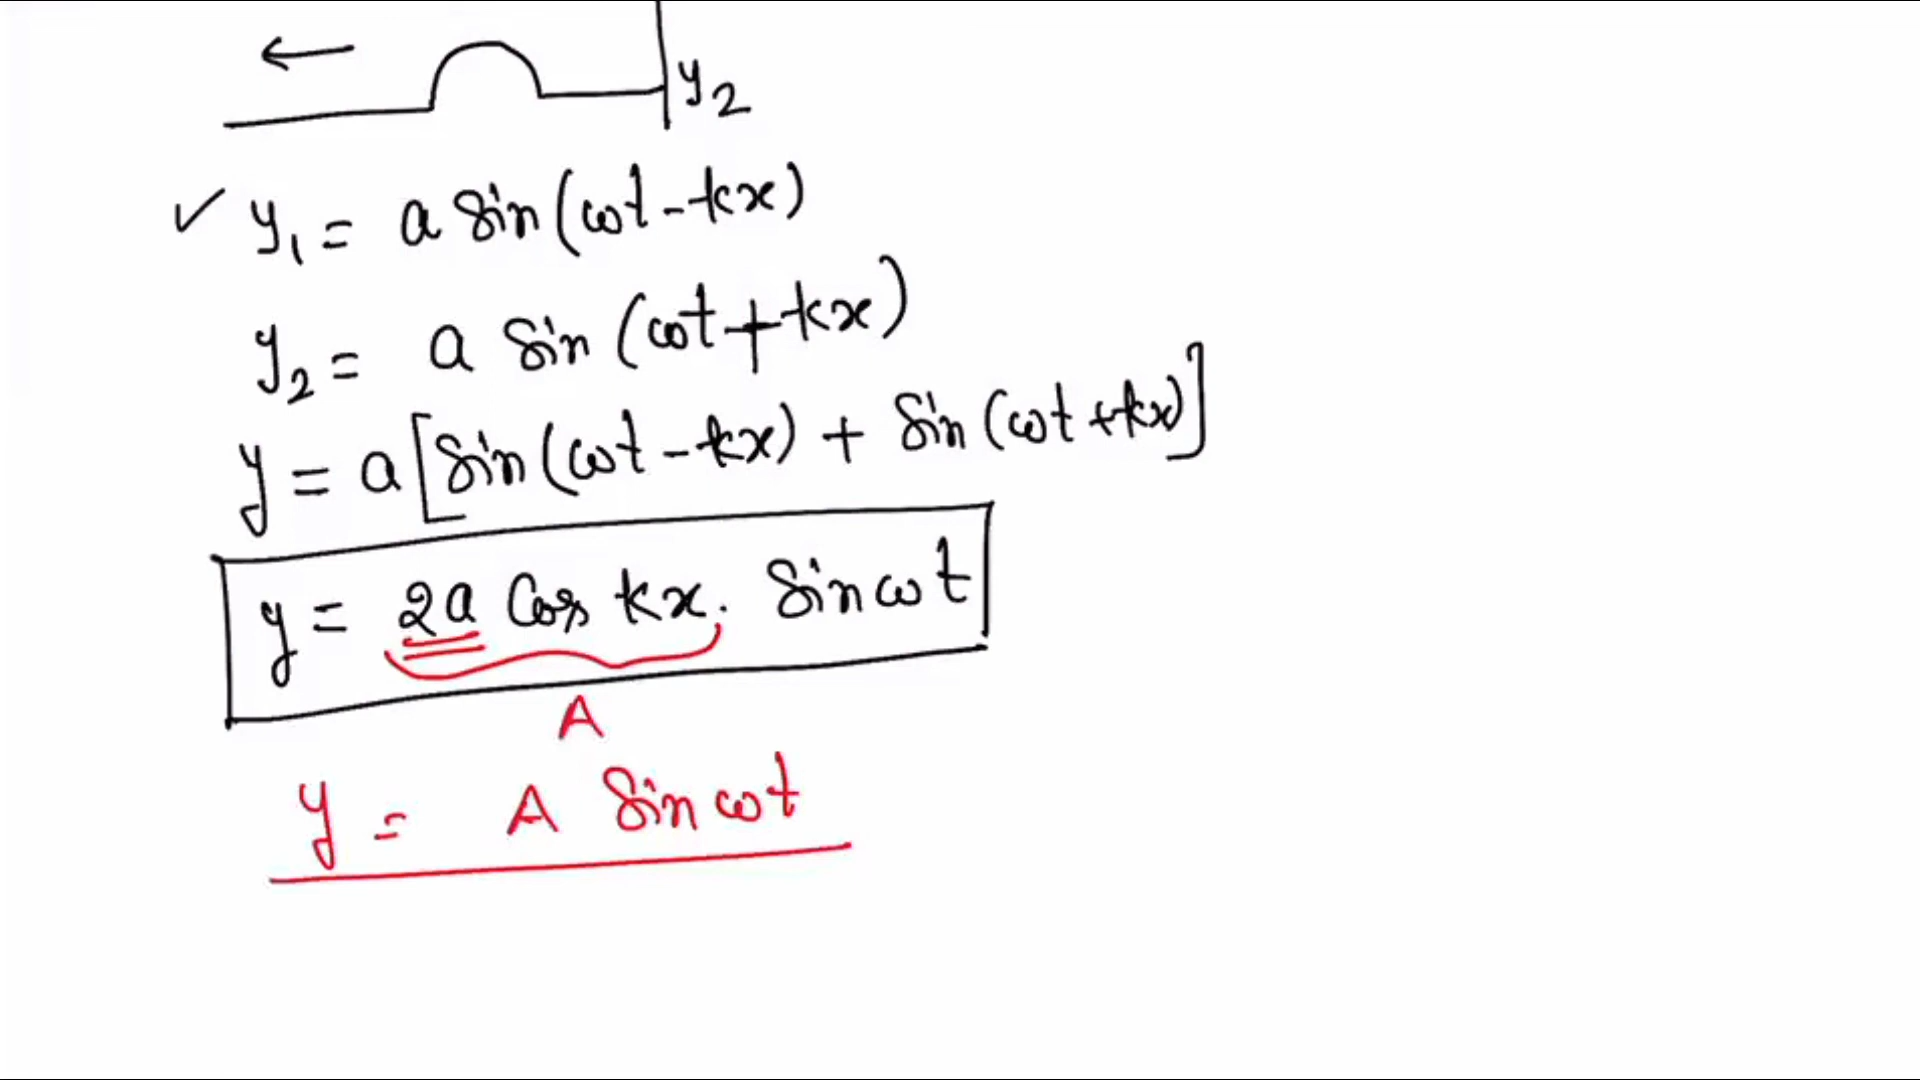 y₂
✓ y₁ = a sin(ωt - kx)
y₂ = a sin (ωt + kx)
y = a [sin(ωt - kx) + sin(ωt + kx)]
y = 2a cos kx. sin ωt
A
y = A sin ωt